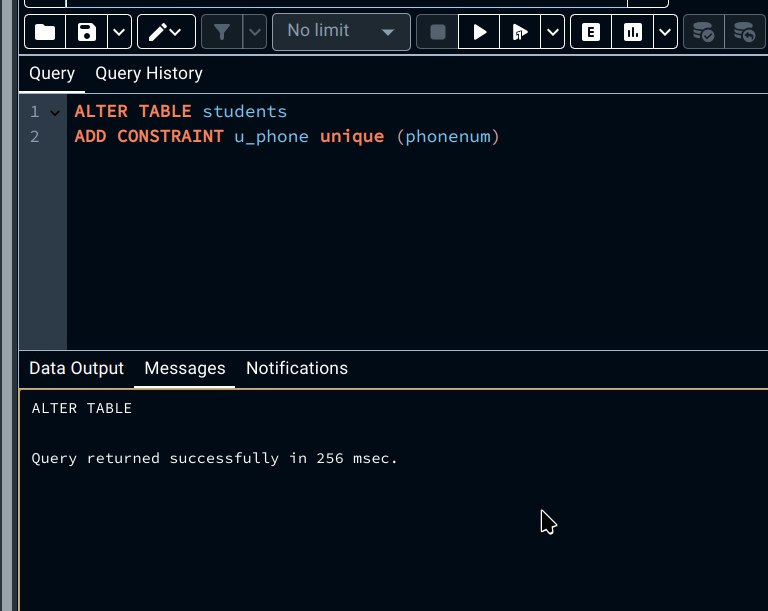 No limit
E
Query Query History
1 ALTER TABLE students
2 ADD CONSTRAINT u_phone unique (phonenum)
Data Output Messages Notifications
ALTER TABLE
Query returned successfully in 256 msec.